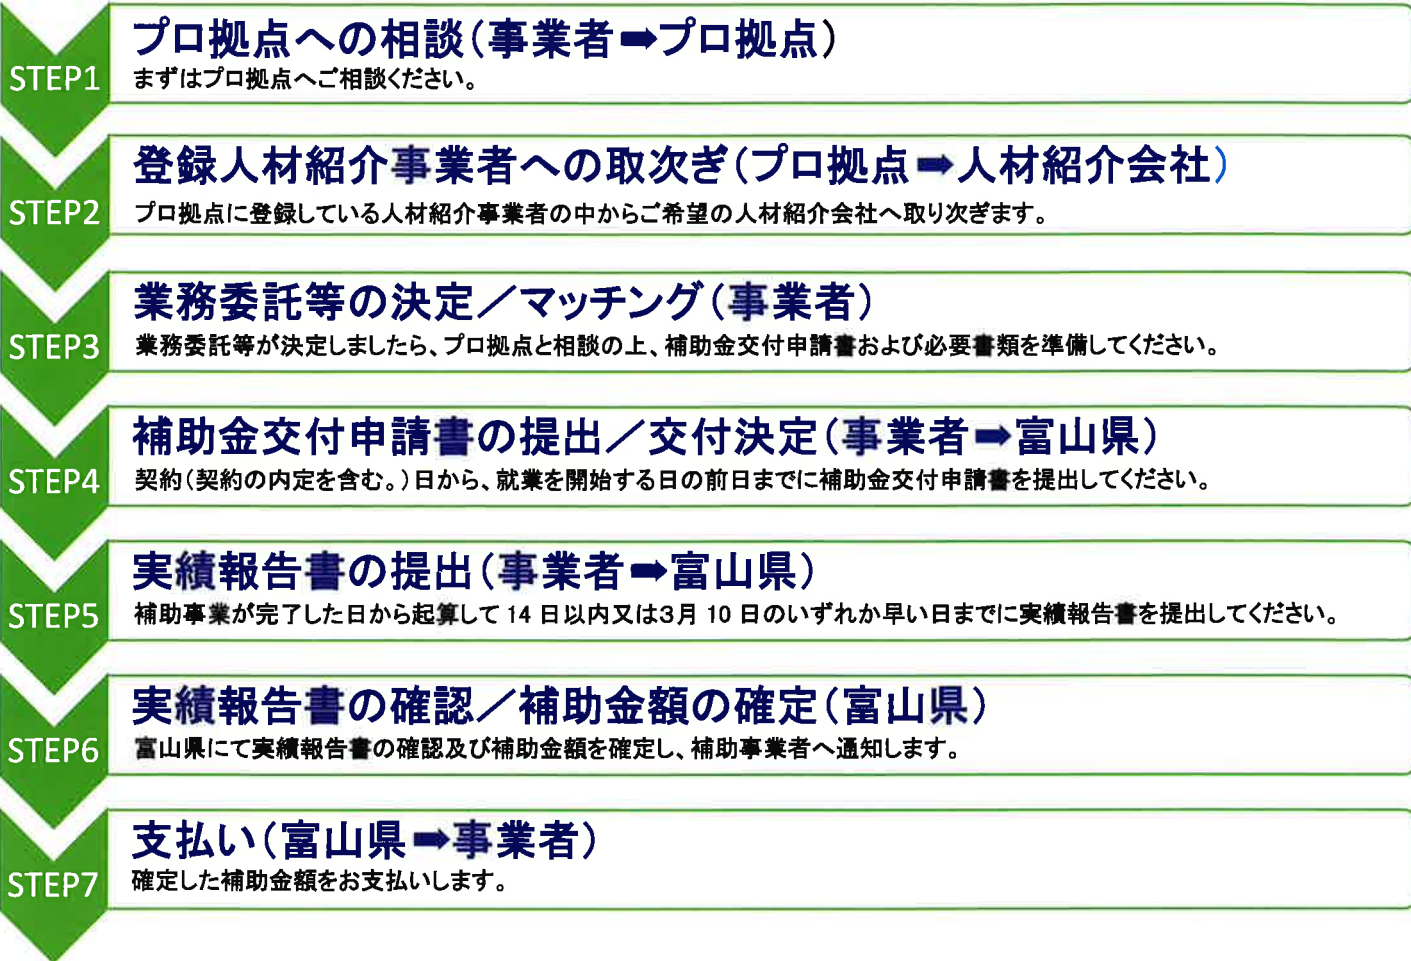 STEP1
プロ拠点への相談（事業者➡プロ拠点）
まずはプロ拠点へご相談ください。
STEP2
登録人材紹介事業者への取次ぎ（プロ拠点➡人材紹介会社）
プロ拠点に登録している人材紹介事業者の中からご希望の人材紹介会社へ取り次ぎます。
STEP3
業務委託等の決定／マッチング（事業者）
業務委託等が決定しましたら、プロ拠点と相談の上、補助金交付申請書および必要書類を準備してください。
STEP4
補助金交付申請書の提出／交付決定（事業者➡富山県）
契約（契約の内定を含む。）日から、就業を開始する日の前日までに補助金交付申請書を提出してください。
STEP5
実績報告書の提出（事業者➡富山県）
補助事業が完了した日から起算して 14 日以内又は３月 10 日のいずれか早い日までに実績報告書を提出してください。
STEP6
実績報告書の確認／補助金額の確定（富山県）
富山県にて実績報告書の確認及び補助金額を確定し、補助事業者へ通知します。
STEP7
支払い（富山県➡事業者）
確定した補助金額をお支払いします。